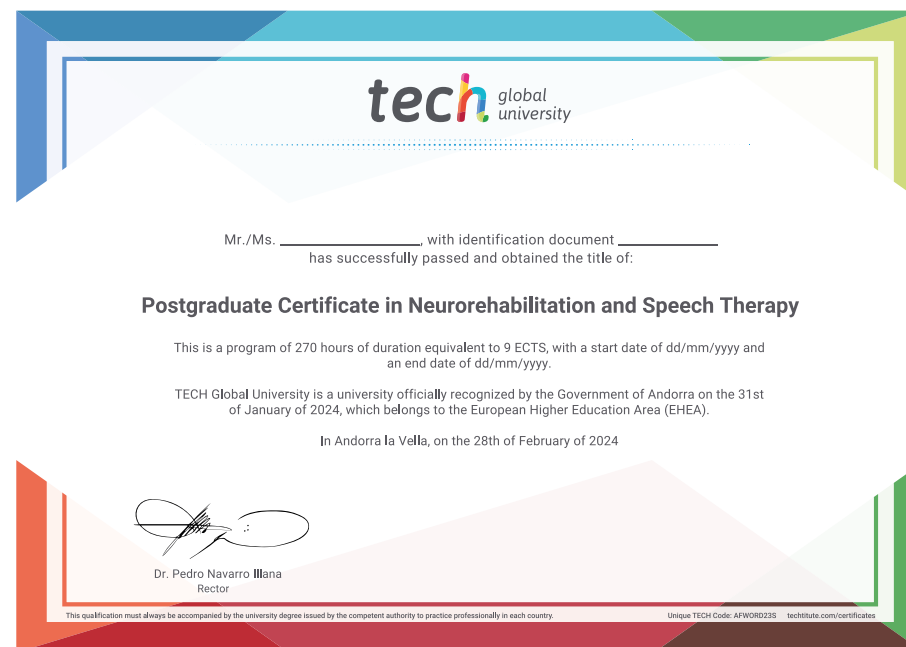 tech global university
Mr./Ms. ____________________, with identification document ______________
has successfully passed and obtained the title of:
Postgraduate Certificate in Neurorehabilitation and Speech Therapy
This is a program of 270 hours of duration equivalent to 9 ECTS, with a start date of dd/mm/yyyy and
an end date of dd/mm/yyyy.
TECH Global University is a university officially recognized by the Government of Andorra on the 31st
of January of 2024, which belongs to the European Higher Education Area (EHEA).
In Andorra la Vella, on the 28th of February of 2024
Dr. Pedro Navarro Illana
Rector
This qualification must always be accompanied by the university degree issued by the competent authority to practice professionally in each country.
Unique TECH Code: AFWORD23S techtitute.com/certificates